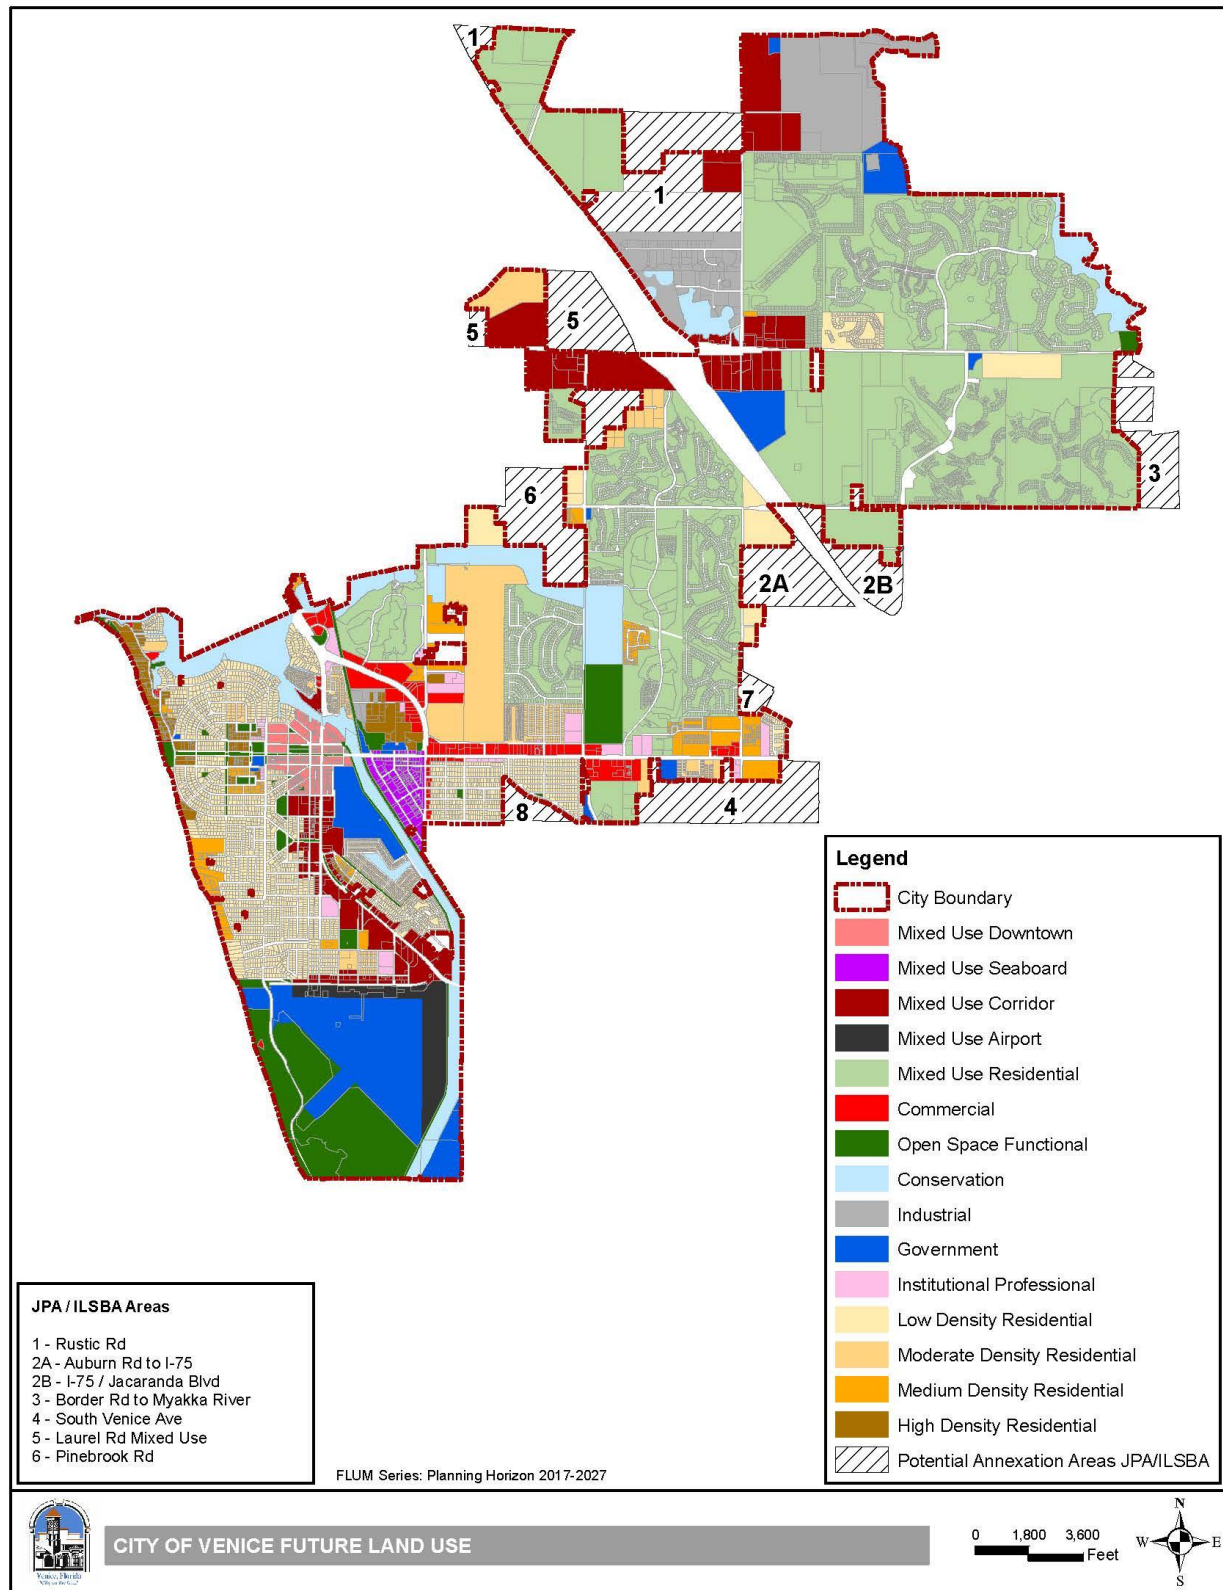 1
1
5
5
6
3
2A
2B
7
4
8
Legend
City Boundary
Mixed Use Downtown
Mixed Use Seaboard
Mixed Use Corridor
Mixed Use Airport
Mixed Use Residential
Commercial
Open Space Functional
Conservation
Industrial
Government
Institutional Professional
Low Density Residential
Moderate Density Residential
Medium Density Residential
High Density Residential
Potential Annexation Areas JPA/ILSBA
JPA / ILSBA Areas
1 - Rustic Rd
2A - Auburn Rd to I-75
2B - I-75 / Jacaranda Blvd
3 - Border Rd to Myakka River
4 - South Venice Ave
5 - Laurel Rd Mixed Use
6 - Pinebrook Rd
FLUM Series: Planning Horizon 2017-2027
Venice, Florida
CITY OF VENICE FUTURE LAND USE
0 1,800 3,600
Feet
N
W E
S